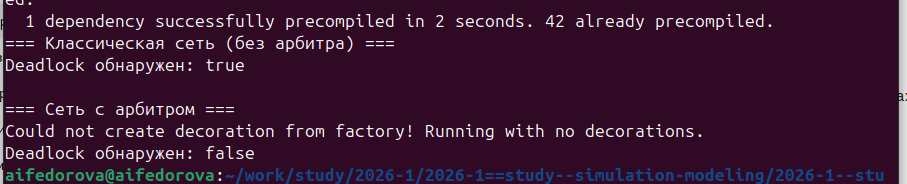 ed.
1 dependency successfully precompiled in 2 seconds. 42 already precompiled.
=== Классическая сеть (без арбитра) ===
Deadlock обнаружен: true
=== Сеть с арбитром ===
Could not create decoration from factory! Running with no decorations.
Deadlock обнаружен: false
aifedorova@aifedorova:~/work/study/2026-1/2026-1==study--simulation-modeling/2026-1--stu